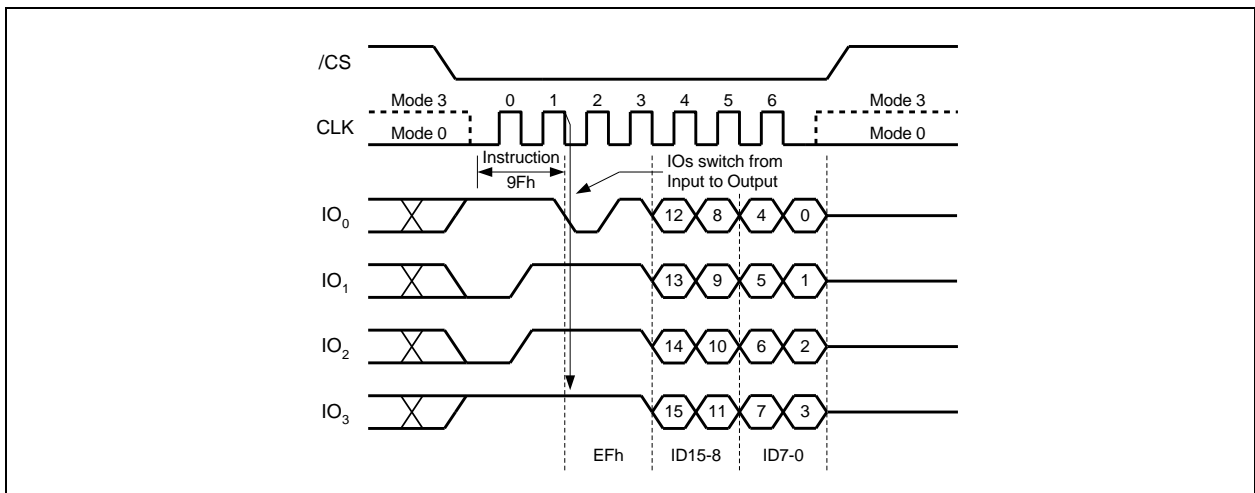 /CS
Mode 3 0 1 2 3 4 5 6 Mode 3
CLK Mode 0 Mode 0
Instruction
9Fh
IOs switch from
Input to Output
IO0 12 8 4 0
IO1 13 9 5 1
IO2 14 10 6 2
IO3 15 11 7 3
EFh ID15-8 ID7-0